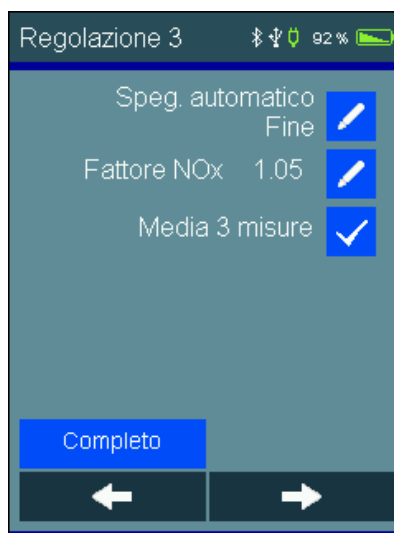 Regolazione 3 92 %
Speg. automatico
Fine
Fattore NOx 1.05
Media 3 misure
Completo